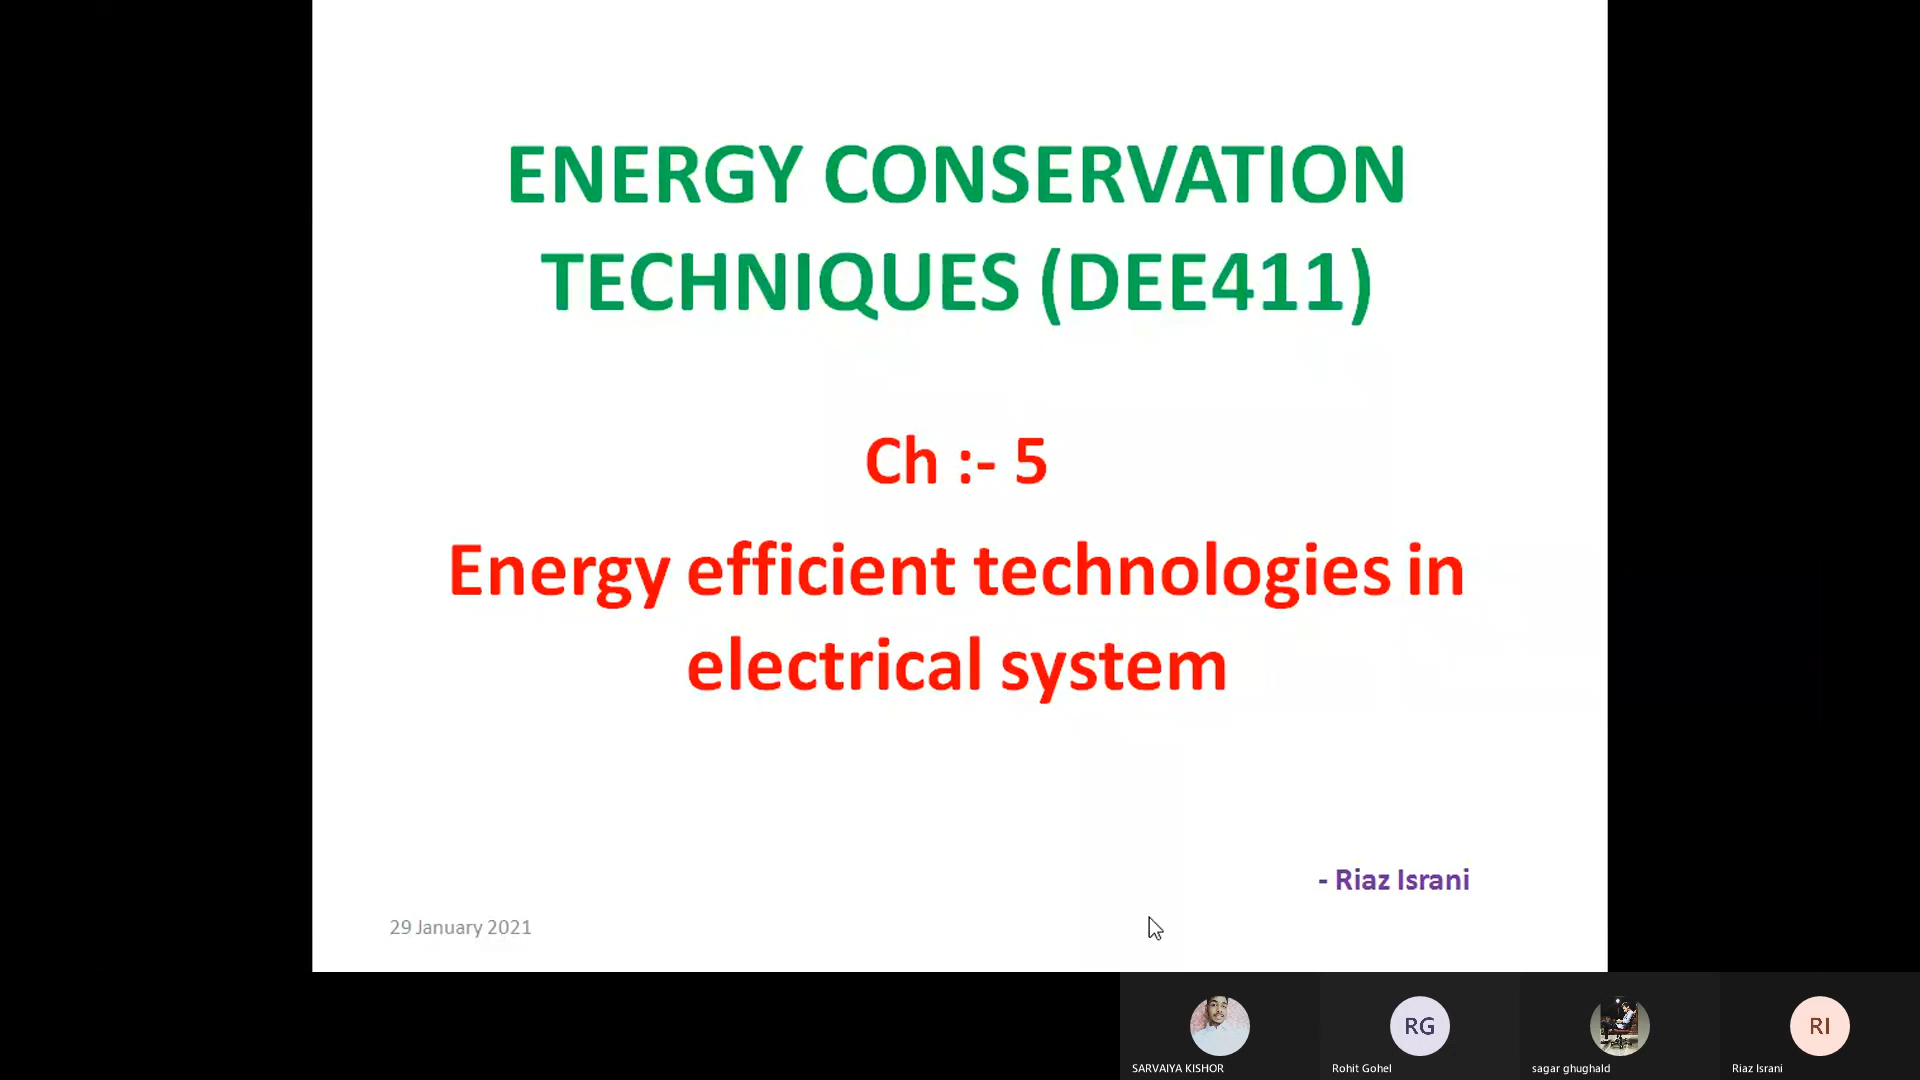 ENERGY CONSERVATION
TECHNIQUES (DEE411)
Ch :- 5
Energy efficient technologies in
electrical system
- Riaz Israni
29 January 2021
RG
RI
SARVAIYA KISHOR
Rohit Gohel
sagar ghughald
Riaz Israni